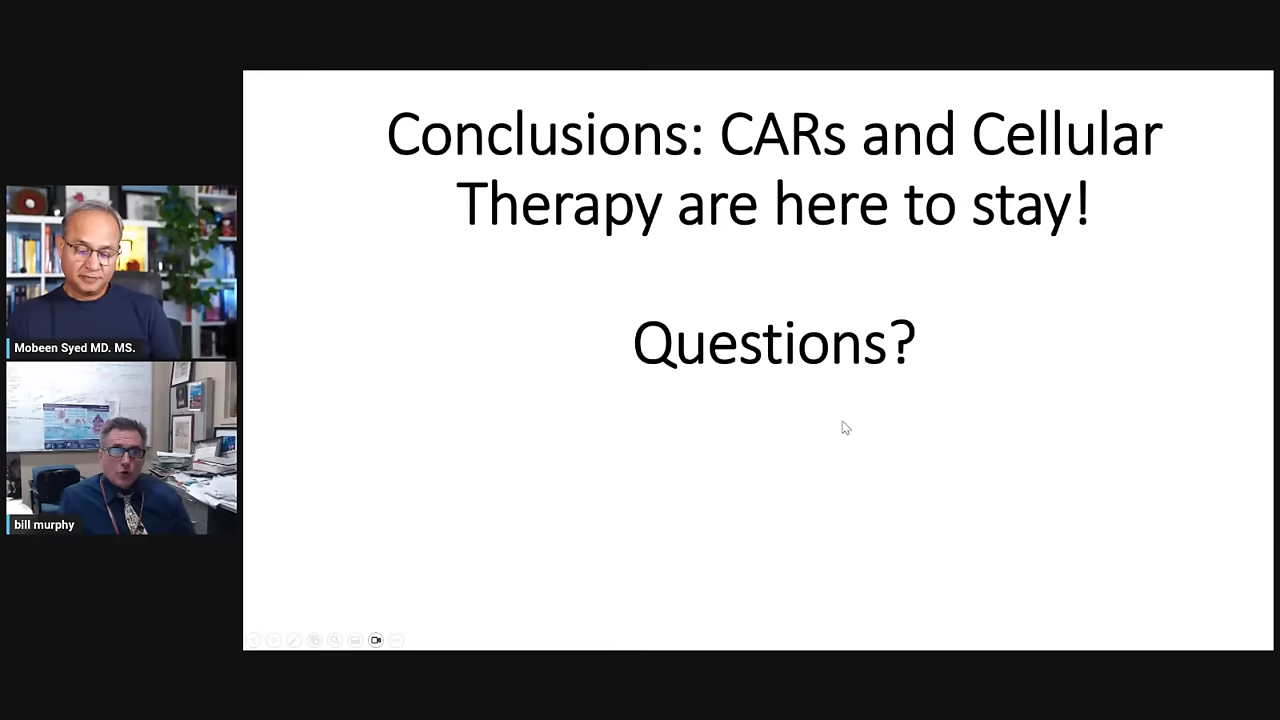 Conclusions: CARs and Cellular
Therapy are here to stay!
Questions?
Mobeen Syed MD. MS.
bill murphy